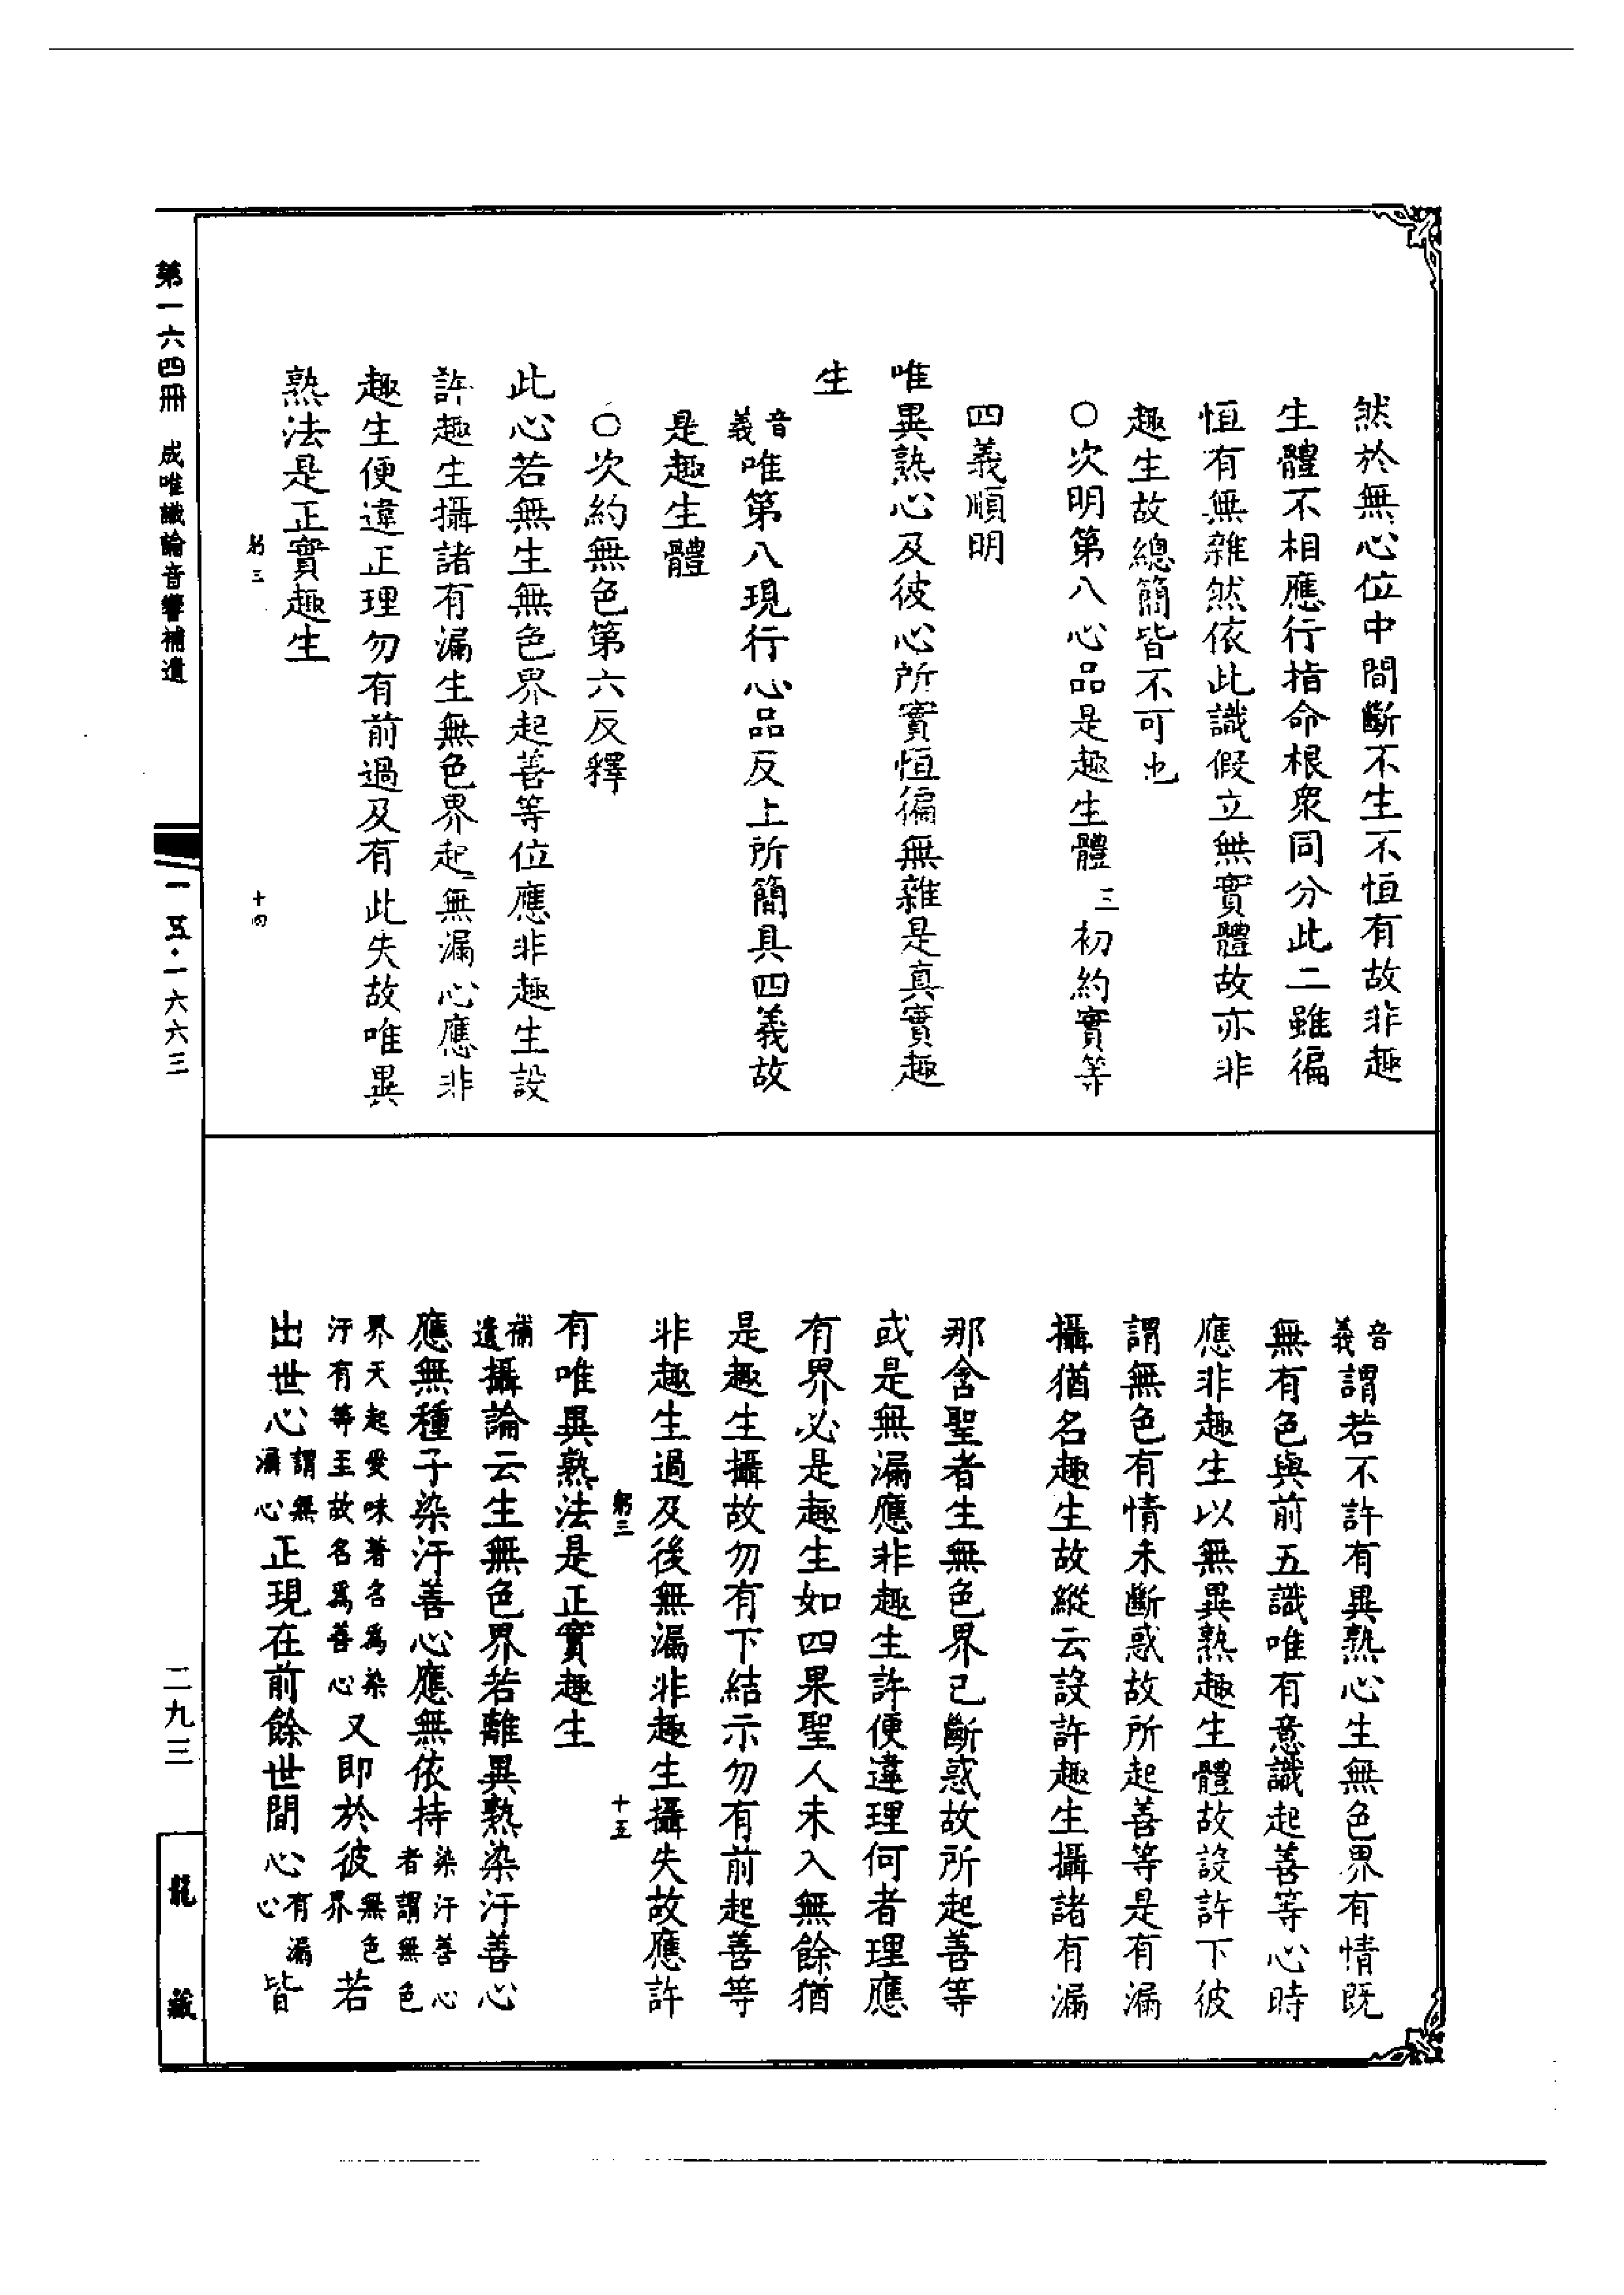 然於無心位中間斷不生不恒有故非趣
生體不相應行指命根衆同分此二雖徧
恒有無雜然依此識假立無實體故亦非
趣生故總簡皆不可也
○次明第八心品是趣生體 三 初約實等
四義順明
唯異熟心及彼心所實恒徧無雜是真實趣
生
音義 唯第八現行心品反上所簡具四義故
是趣生體
○次約無色第六反釋
此心若無生無色界起善等位應非趣生設
許趣生攝諸有漏生無色界起無漏心應非
趣生便違正理勿有前過及有此失故唯異
熟法是正實趣生
躬三 十四
音義 謂若不許有異熟心生無色界有情既
無有色與前五識唯有意識起善等心時
應非趣生以無異熟趣生體故設許下彼
謂無色有情未斷惑故所起善等是有漏
攝猶名趣生故縱云設許趣生攝諸有漏
那含聖者生無色界已斷惑故所起善等
或是無漏應非趣生許便違理何者理應
有界必是趣生如四果聖人未入無餘猶
是趣生攝故勿有下結示勿有前起善等
非趣生過及後無漏非趣生攝失故應許
躬三 十五
有唯異熟法是正實趣生
補遺 攝論云生無色界若離異熟染汙善心
應無種子染汙善心應無依持 染汙善心者謂無色
界天起愛味著名為染汙有等至故名為善心 又即於彼 無色界 若
出世心 謂無漏心 正現在前餘世間心 有漏心 皆
第一六四冊 成唯識論音響補遺
一五·一六六三
二九三
龍藏